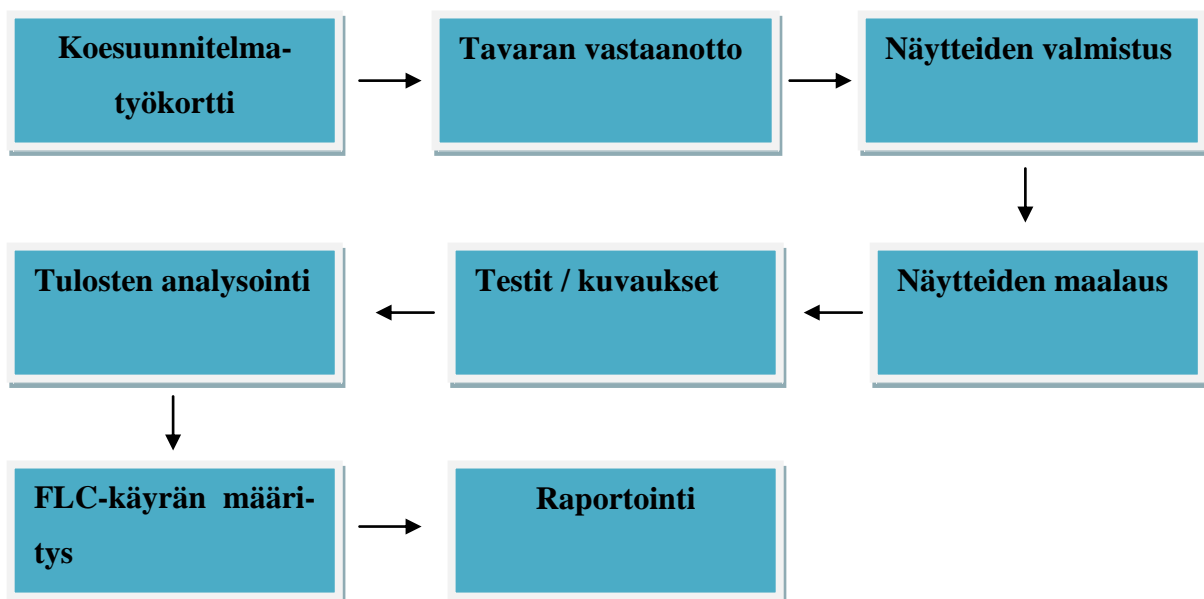 Koesuunnitelma-
työkortti
Tavaran vastaanotto
Näytteiden valmistus
Näytteiden maalaus
Testit / kuvaukset
Tulosten analysointi
FLC-käyrän määri-
tys
Raportointi